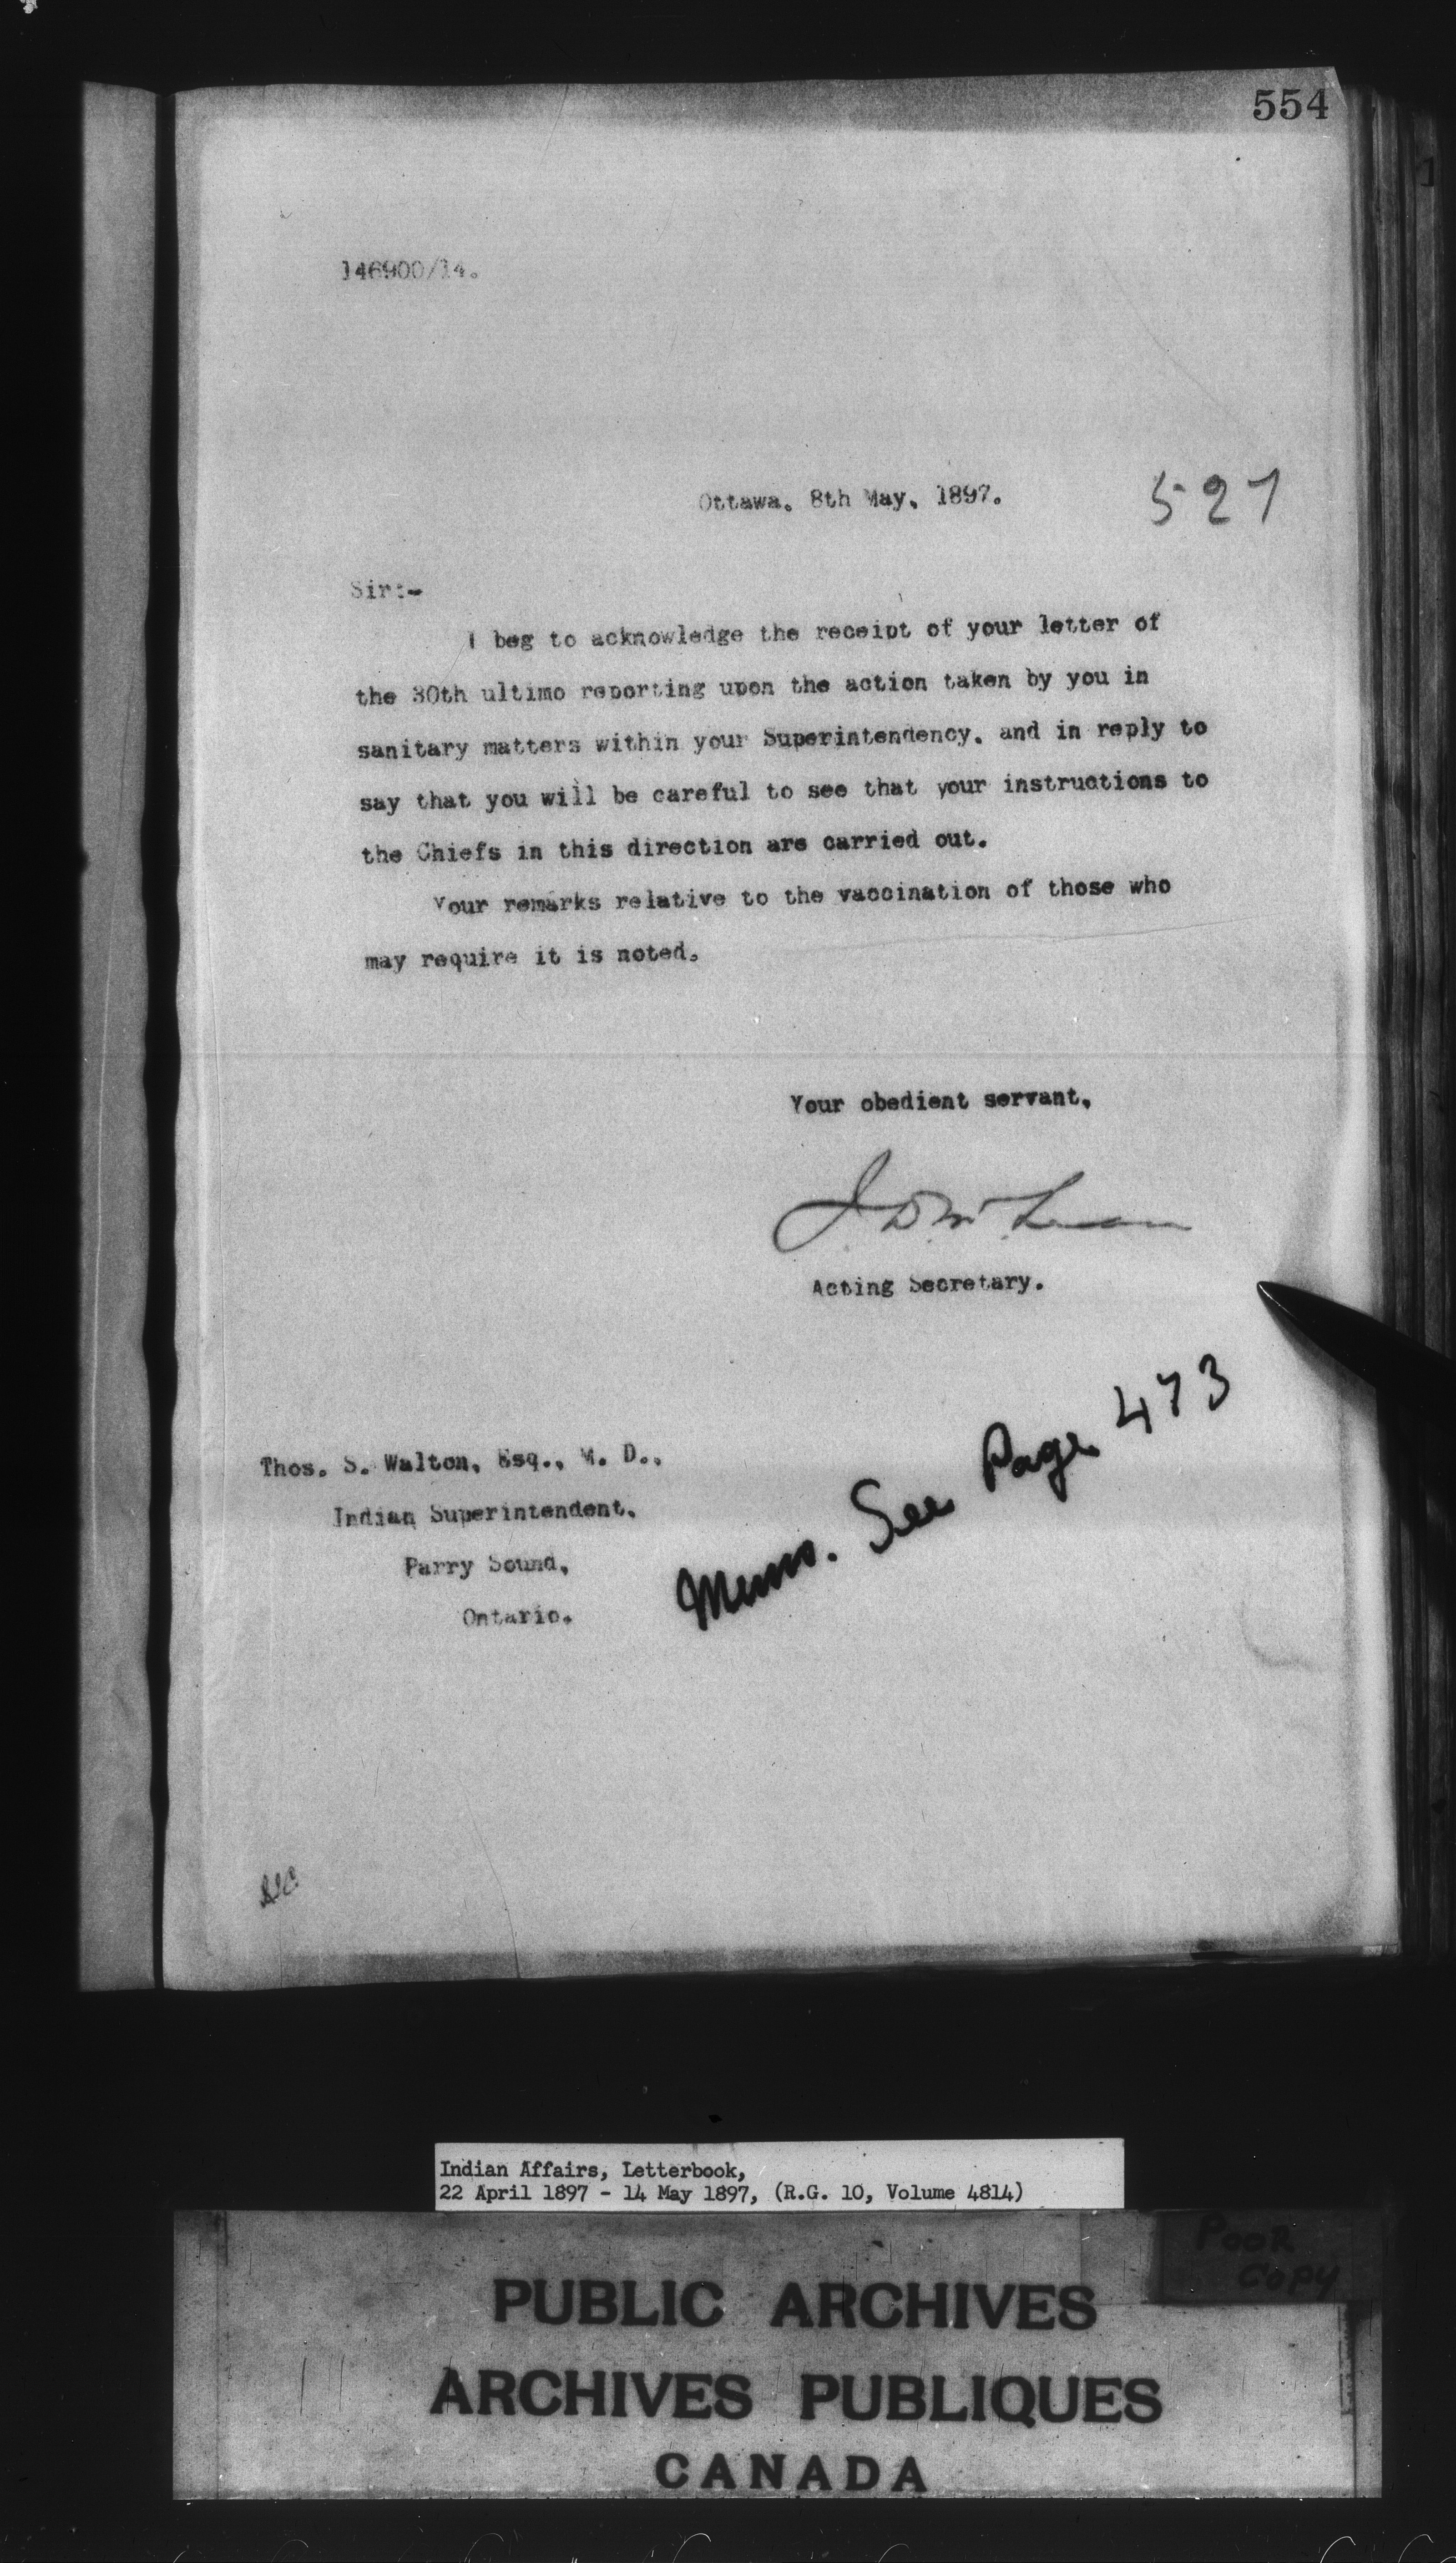 554
146900/14.
Ottawa. 8th May, 1897.
527
Sir:-
I beg to acknowledge the receipt of your letter of
the 30th ultimo reporting upon the action taken by you in
sanitary matters within your Superintendency. and in reply to
say that you will be careful to see that your instructions to
the Chiefs in this direction are carried out.
Your remarks relative to the vaccination of those who
may require it is noted.
Your obedient servant,
J D McLean
Acting Secretary.
Thos. S. Walton, Esq., M. D.,
Indian Superintendent,
Parry Sound,
Ontario.
Memo. See Page 473
Indian Affairs, Letterbook,
22 April 1897 - 14 May 1897, (R.G. 10, Volume 4814)
POOR
COPY
PUBLIC ARCHIVES
ARCHIVES PUBLIQUES
CANADA